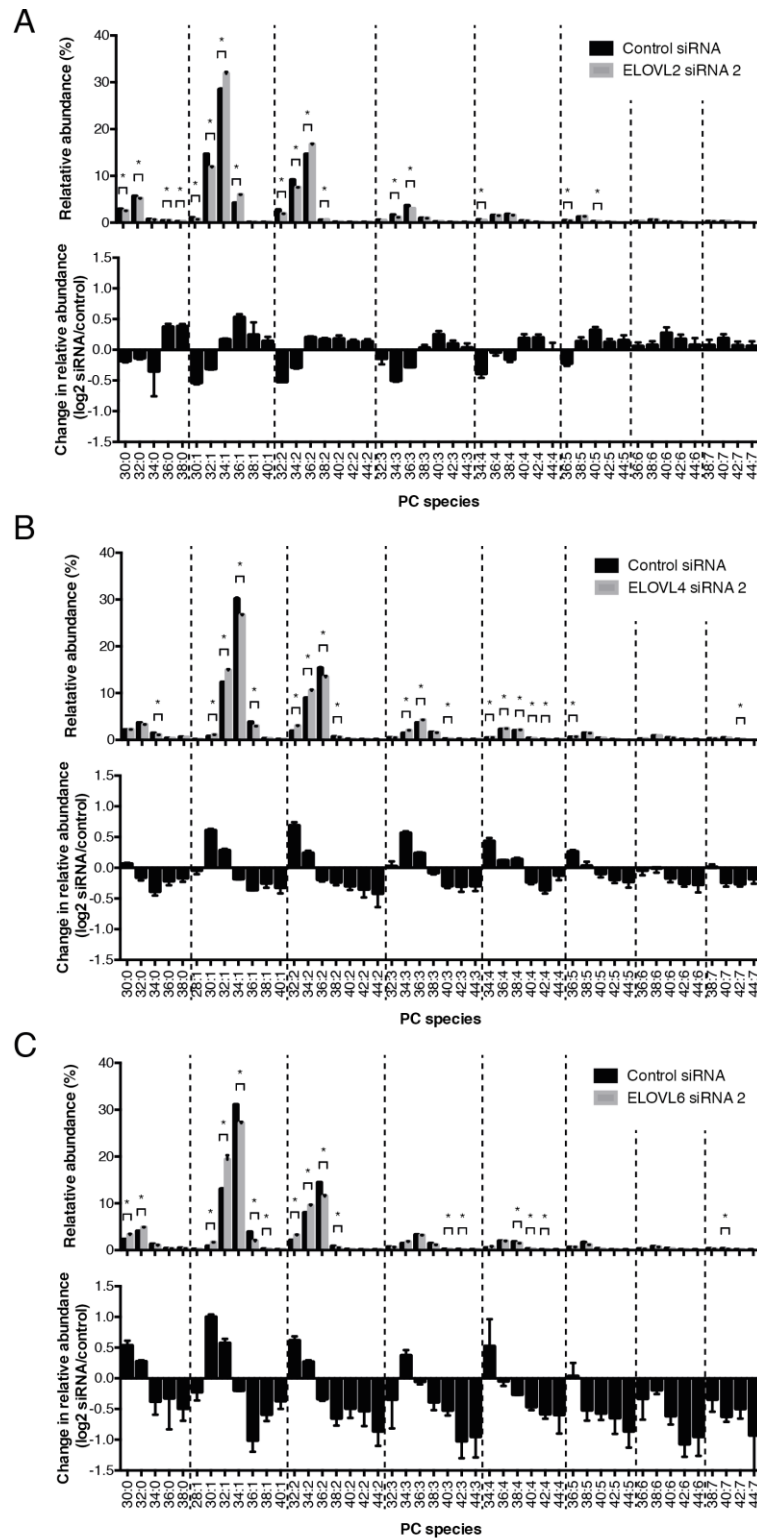 A
Relatative abundance (%)
40
30
20
10
0
Control siRNA
ELOVL2 siRNA 2
* * * * * * * * * * * * * * * * * * *
Change in relative abundance
(log2 siRNA/control)
1.0
0.5
0.0
-0.5
-1.0
-1.5
30:0 32:0 34:0 36:0 38:0 30:1 32:1 34:1 36:1 38:1 40:1 32:2 34:2 36:2 38:2 40:2 42:2 44:2 32:3 34:3 36:3 38:3 40:3 42:3 44:3 34:4 36:4 38:4 40:4 42:4 44:4 36:5 38:5 40:5 42:5 44:5 36:6 38:6 40:6 42:6 44:6 38:7 40:7 42:7 44:7
PC species
B
Relatative abundance (%)
40
30
20
10
0
Control siRNA
ELOVL4 siRNA 2
* * * * * * * * * * * * * * * * * * *
Change in relative abundance
(log2 siRNA/control)
1.0
0.5
0.0
-0.5
-1.0
-1.5
30:0 32:0 34:0 36:0 38:0 28:1 30:1 32:1 34:1 36:1 38:1 40:1 32:2 34:2 36:2 38:2 40:2 42:2 44:2 32:3 34:3 36:3 38:3 40:3 42:3 44:3 34:4 36:4 38:4 40:4 42:4 44:4 36:5 38:5 40:5 42:5 44:5 36:6 38:6 40:6 42:6 44:6 38:7 40:7 42:7 44:7
PC species
C
Relatative abundance (%)
40
30
20
10
0
Control siRNA
ELOVL6 siRNA 2
* * * * * * * * * * * * * * * * *
Change in relative abundance
(log2 siRNA/control)
1.5
1.0
0.5
0.0
-0.5
-1.0
-1.5
30:0 32:0 34:0 36:0 38:0 28:1 30:1 32:1 34:1 36:1 38:1 40:1 32:2 34:2 36:2 38:2 40:2 42:2 44:2 32:3 34:3 36:3 38:3 40:3 42:3 44:3 34:4 36:4 38:4 40:4 42:4 44:4 36:5 38:5 40:5 42:5 44:5 36:6 38:6 40:6 42:6 44:6 38:7 40:7 42:7 44:7
PC species